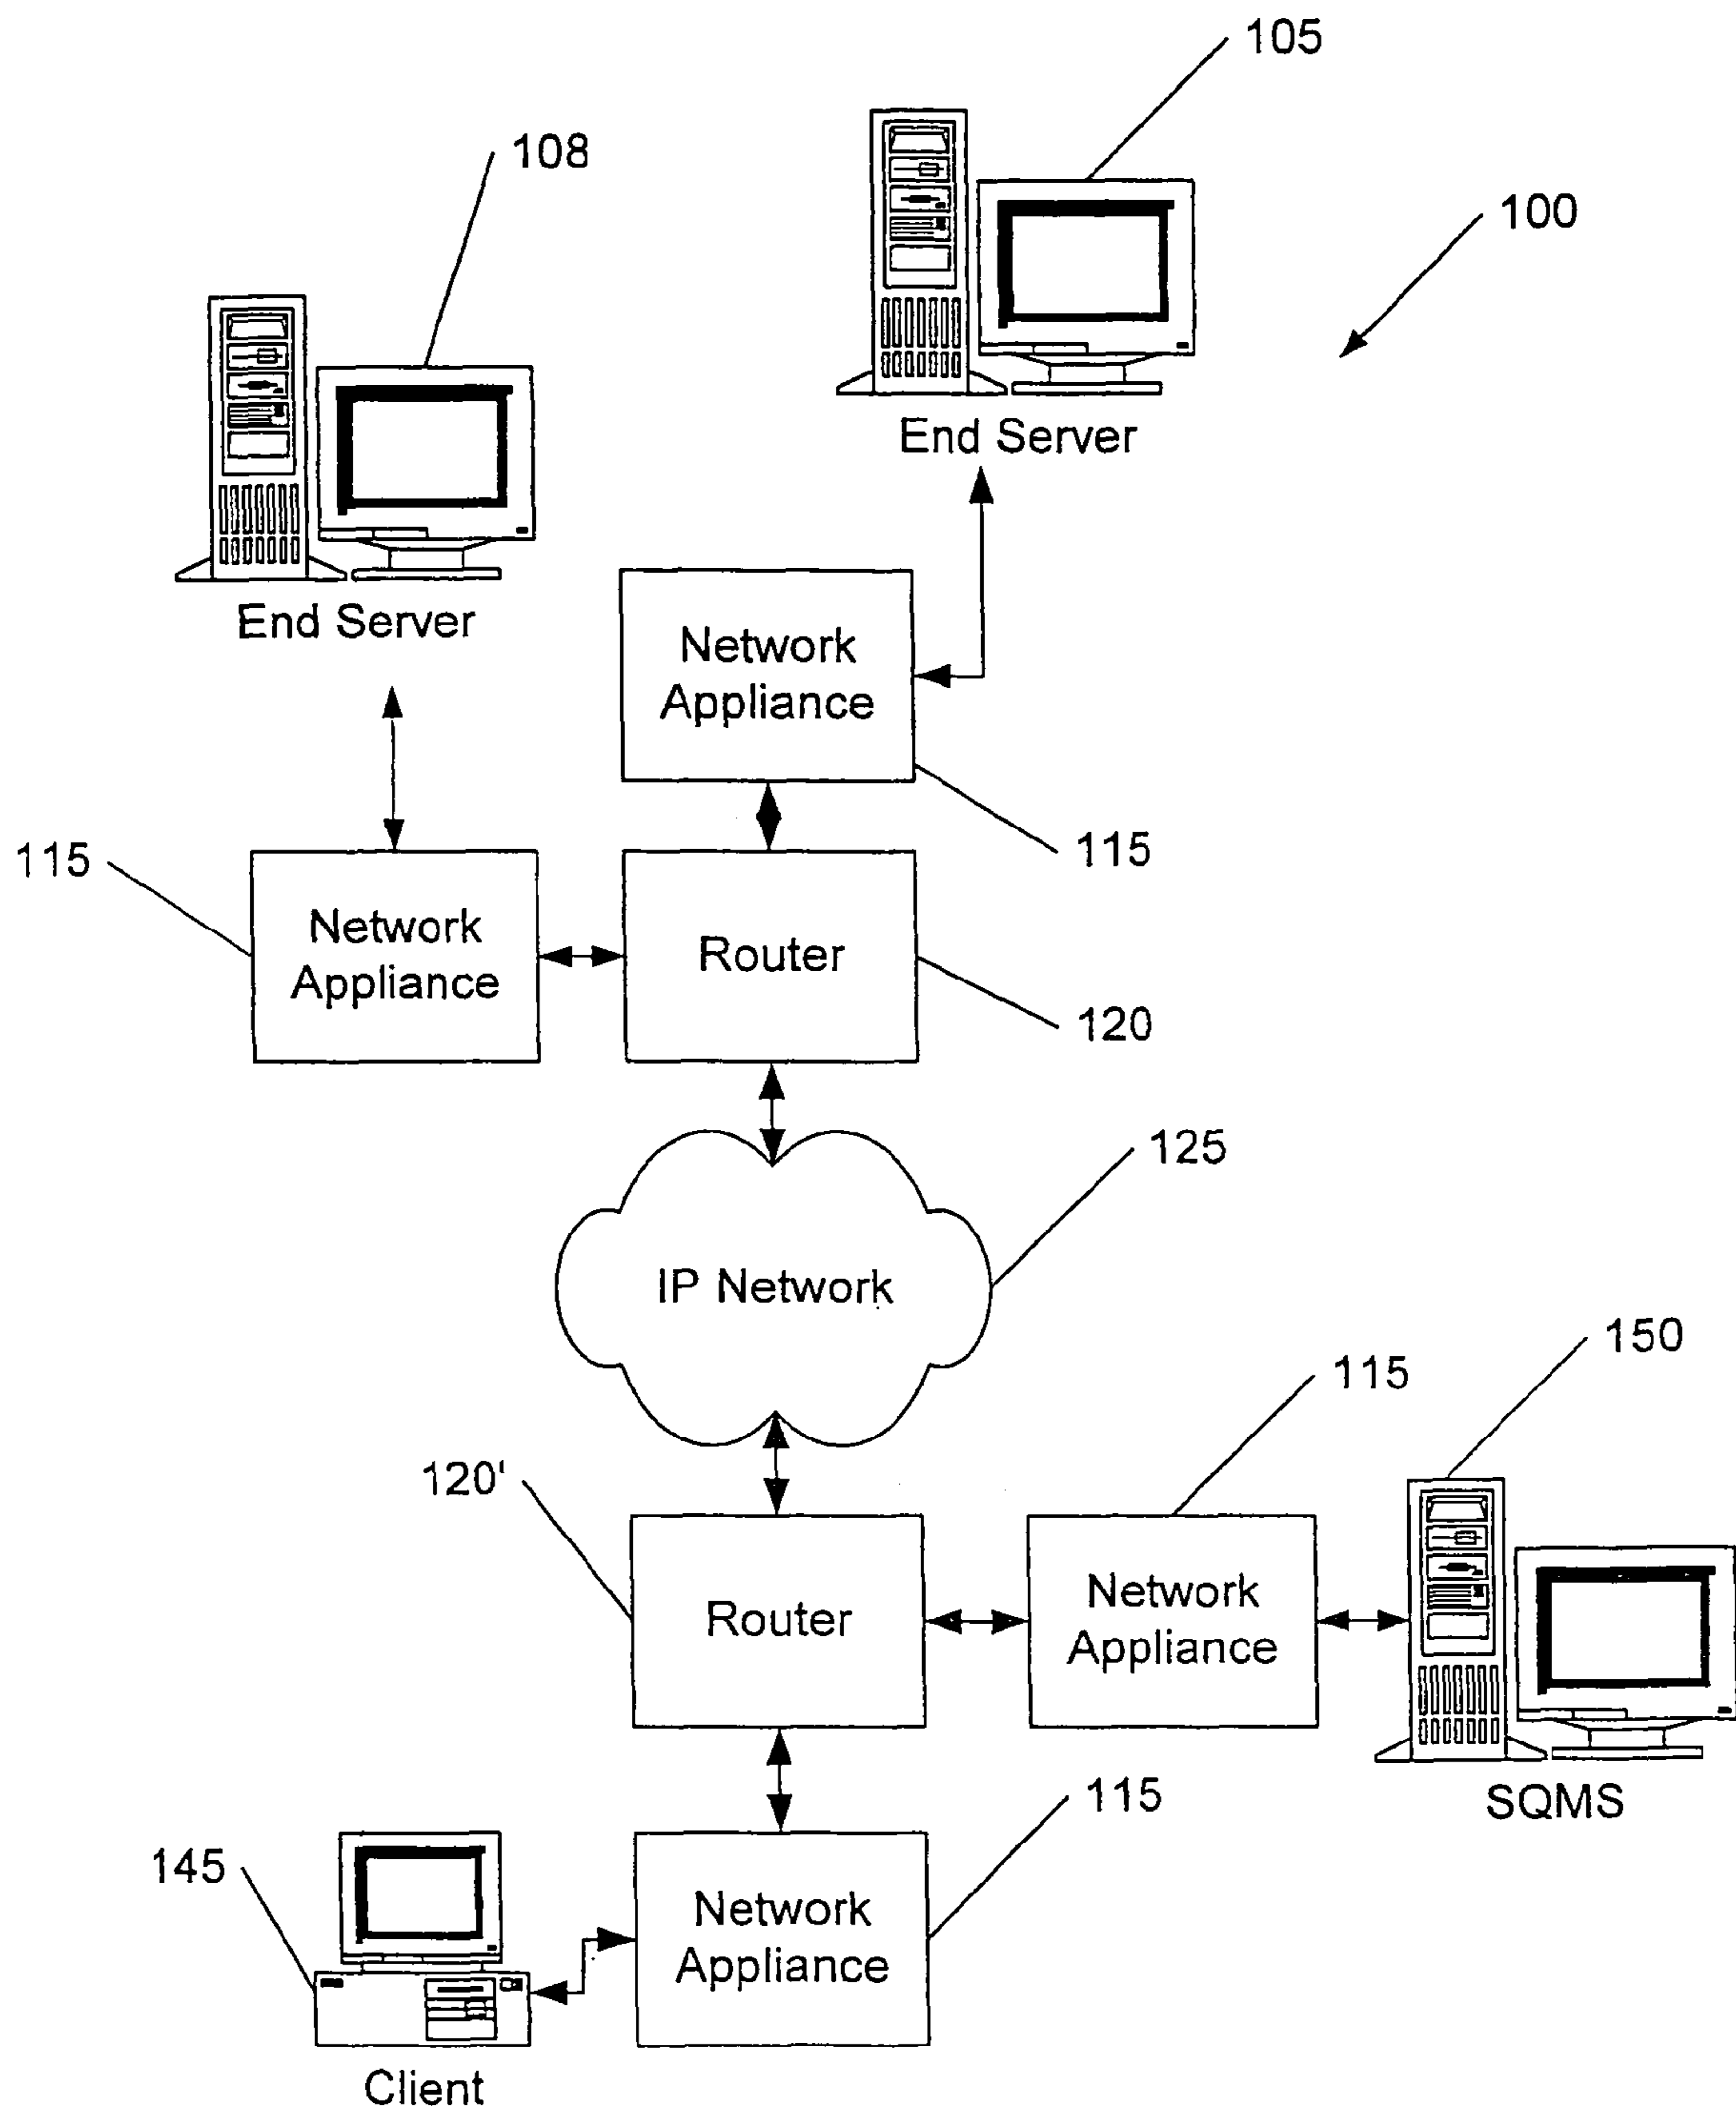 105
108
100
End Server
End Server
Network
Appliance
115
115
Network
Appliance
Router
120
125
IP Network
150
115
120'
Router
Network
Appliance
SQMS
115
145
Network
Appliance
Client